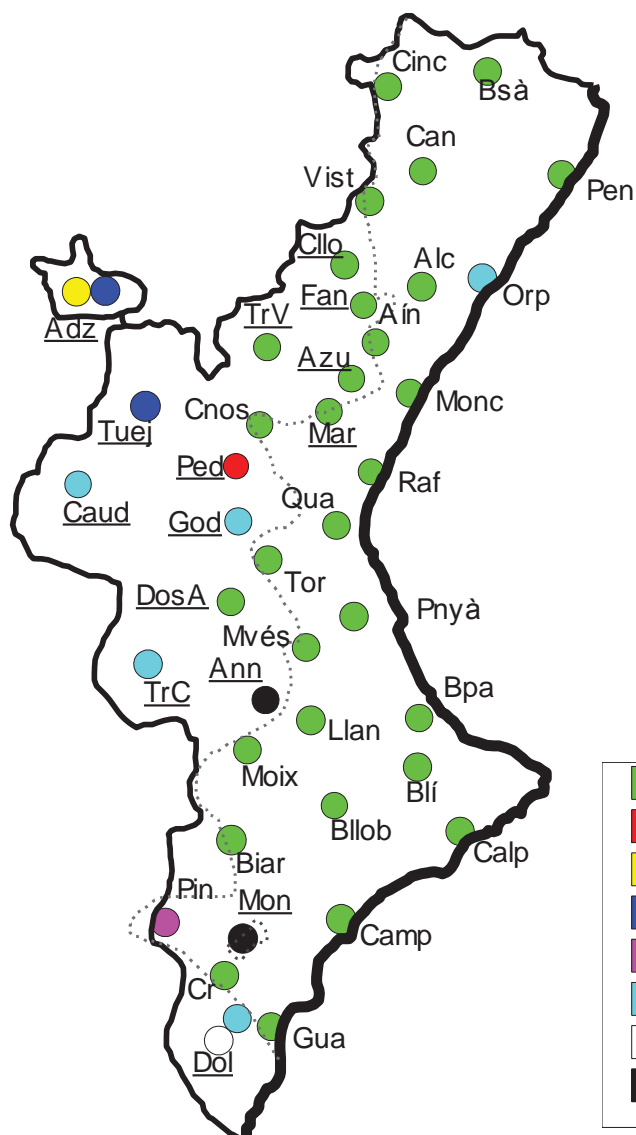 Cinc
Bsà
Can
Pen
Vist
Cllo
Alc
Orp
Fan
Adz
TrV
Aín
Azu
Monc
Cnos
Mar
Tuej
Ped
Raf
Caud
Qua
God
Tor
DosA
Pnyà
Mvés
Ann
TrC
Bpa
Llan
Moix
Blí
Bllob
Calp
Biar
Pin
Mon
Camp
Cr
Gua
Dol